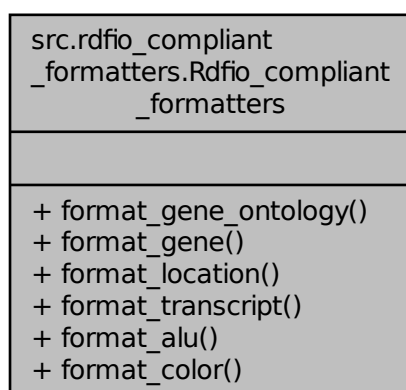 src.rdfio_compliant
_formatters.Rdfio_compliant
_formatters
+ format_gene_ontology()
+ format_gene()
+ format_location()
+ format_transcript()
+ format_alu()
+ format_color()